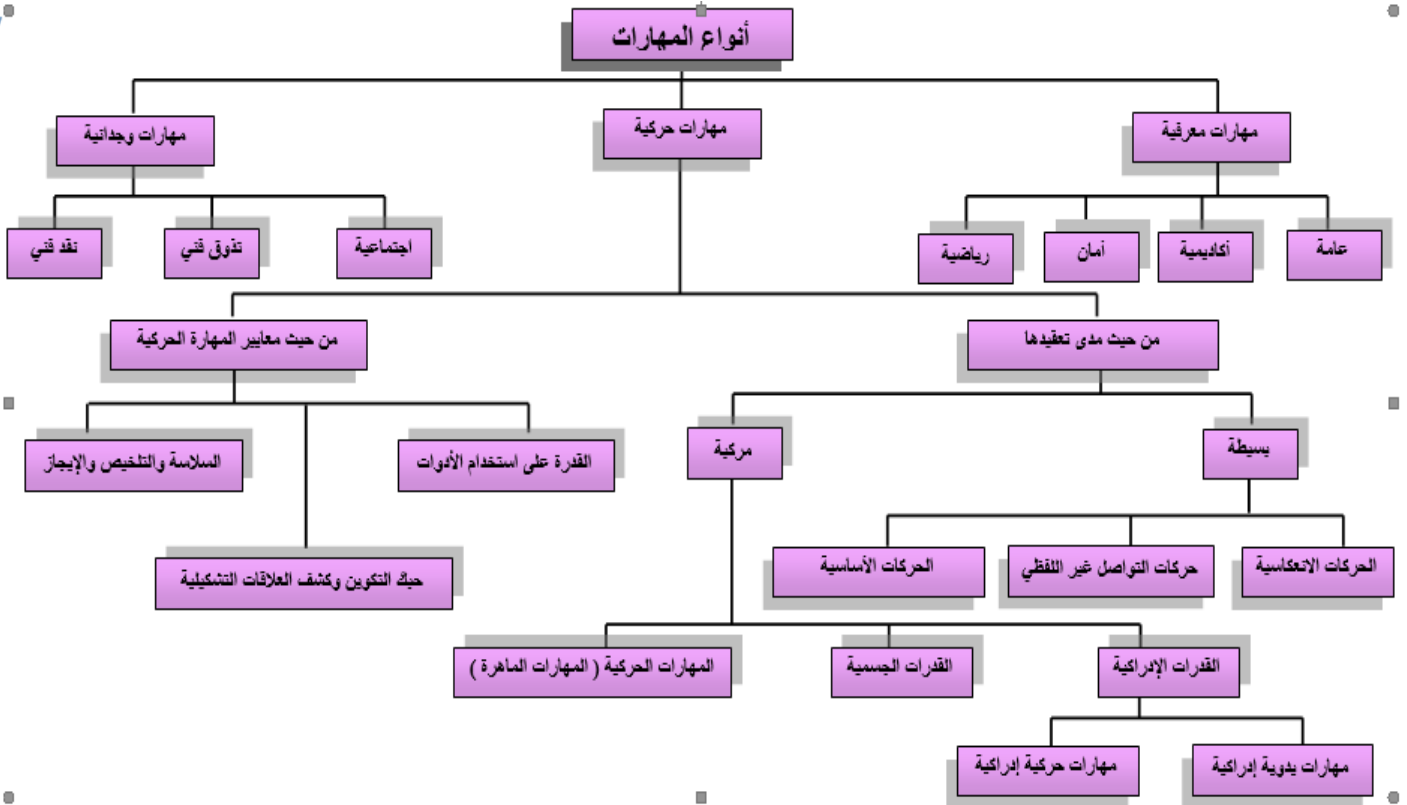 أنواع المهارات
مهارات معرفية
مهارات حركية
مهارات وجدانية
عامة
أكاديمية
أمان
رياضية
اجتماعية
تذوق فني
نقد فني
من حيث مدى تعقيدها
من حيث معايير المهارة الحركية
بسيطة
مركبة
القدرة على استخدام الأدوات
السلاسة والتلخيص والإيجاز
الحركات الانعكاسية
حركات التواصل غير اللفظي
الحركات الأساسية
حبك التكوين وكشف العلاقات التشكيلية
القدرات الإدراكية
القدرات الجسمية
المهارات الحركية ( المهارات الماهرة )
مهارات يدوية إدراكية
مهارات حركية إدراكية